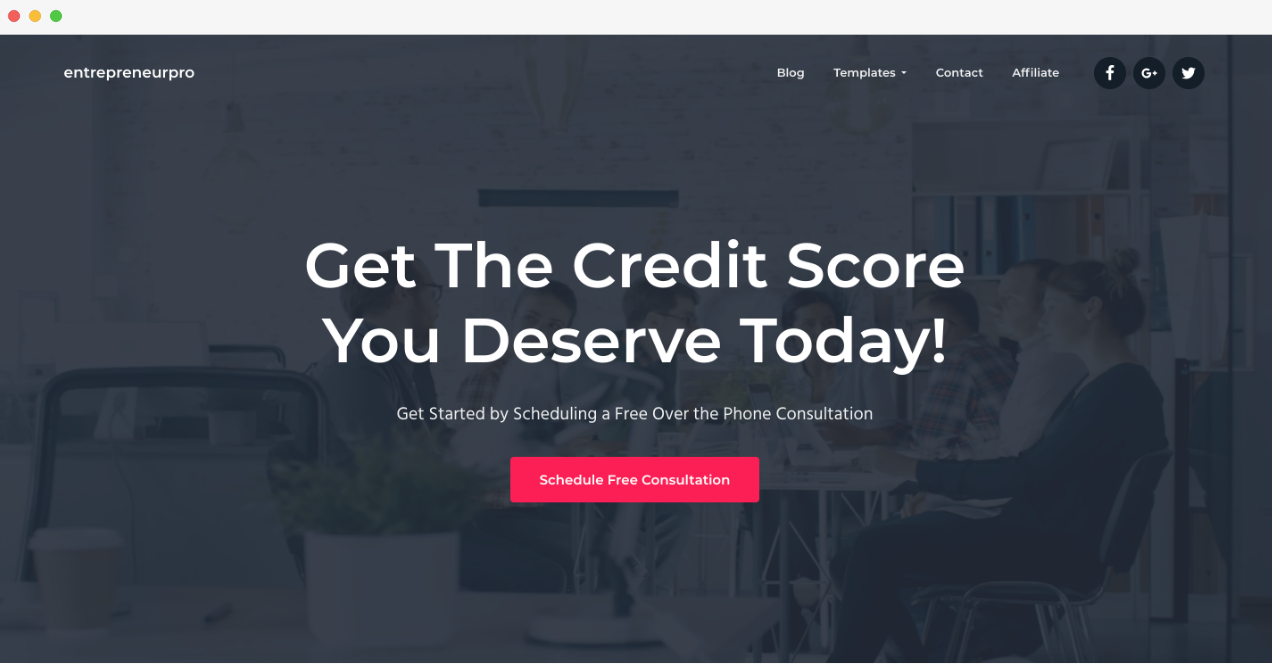 entrepreneurpro
Blog Templates Contact Affiliate
Get The Credit Score
You Deserve Today!
Get Started by Scheduling a Free Over the Phone Consultation
Schedule Free Consultation